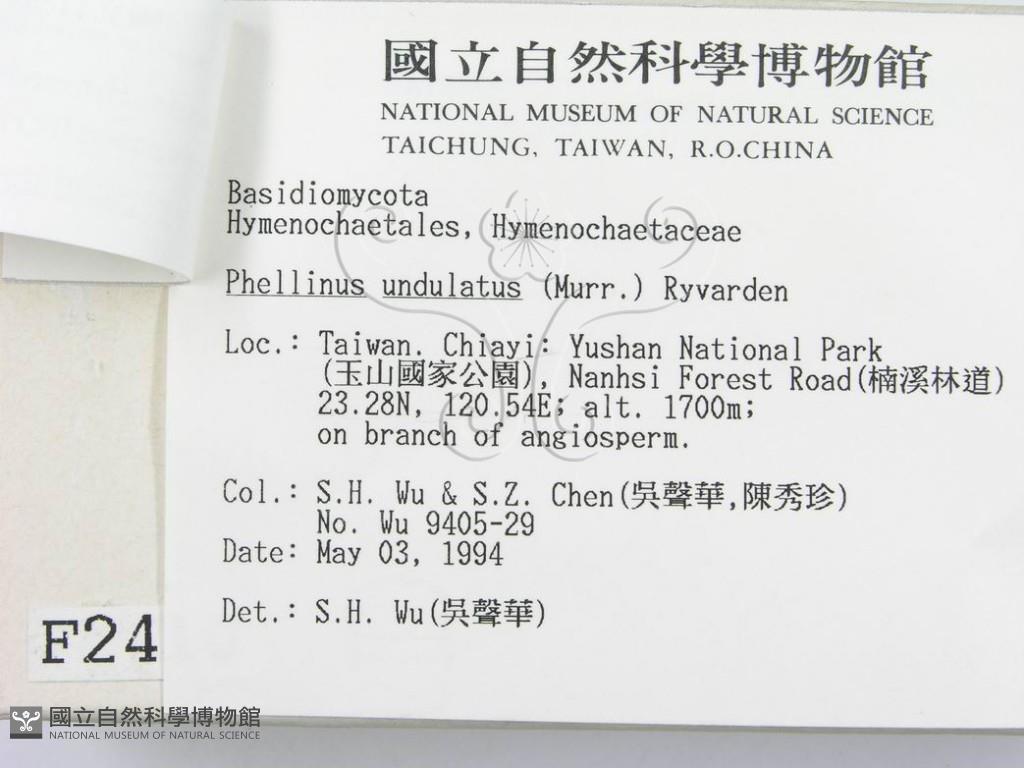 國立自然科學博物館
NATIONAL MUSEUM OF NATURAL SCIENCE
TAICHUNG, TAIWAN, R.O.CHINA
Basidiomycota
Hymenochaetales, Hymenochaetaceae
Phellinus undulatus (Murr.) Ryvarden
Loc.: Taiwan. Chiayi: Yushan National Park
(玉山國家公園), Nanhsi Forest Road(楠溪林道)
23.28N, 120.54E; alt. 1700m;
on branch of angiosperm.
Col.: S.H. Wu & S.Z. Chen(吳聲華,陳秀珍)
No. Wu 9405-29
Date: May 03, 1994
Det.: S.H. Wu(吳聲華)
F24
國立自然科學博物館
NATIONAL MUSEUM OF NATURAL SCIENCE